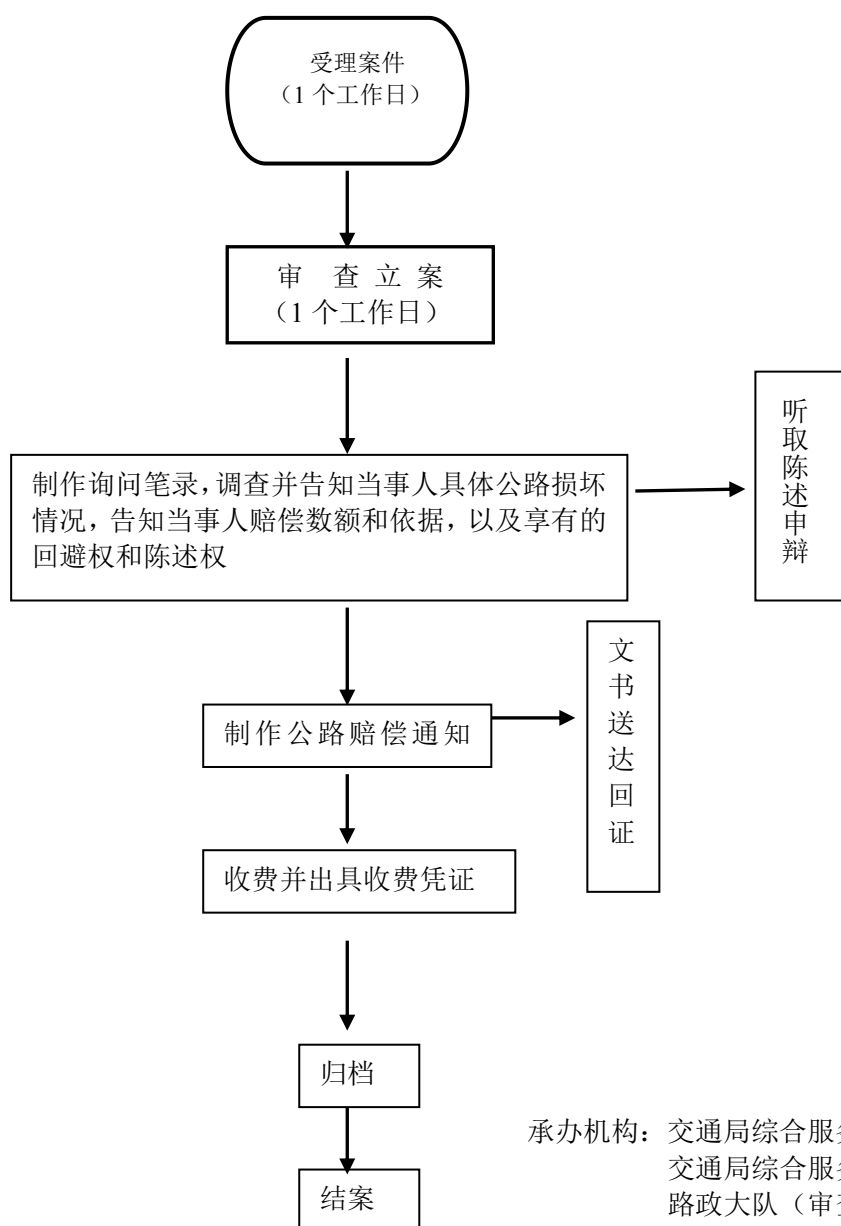 受理案件
（1 个工作日）
审 查 立 案
（1 个工作日）
制作询问笔录，调查并告知当事人具体公路损坏
情况，告知当事人赔偿数额和依据，以及享有的
回避权和陈述权
听取陈述申辩
制作公路赔偿通知
文书送达回证
收费并出具收费凭证
归档
结案
承办机构：交通局综合服
交通局综合服
路政大队（审